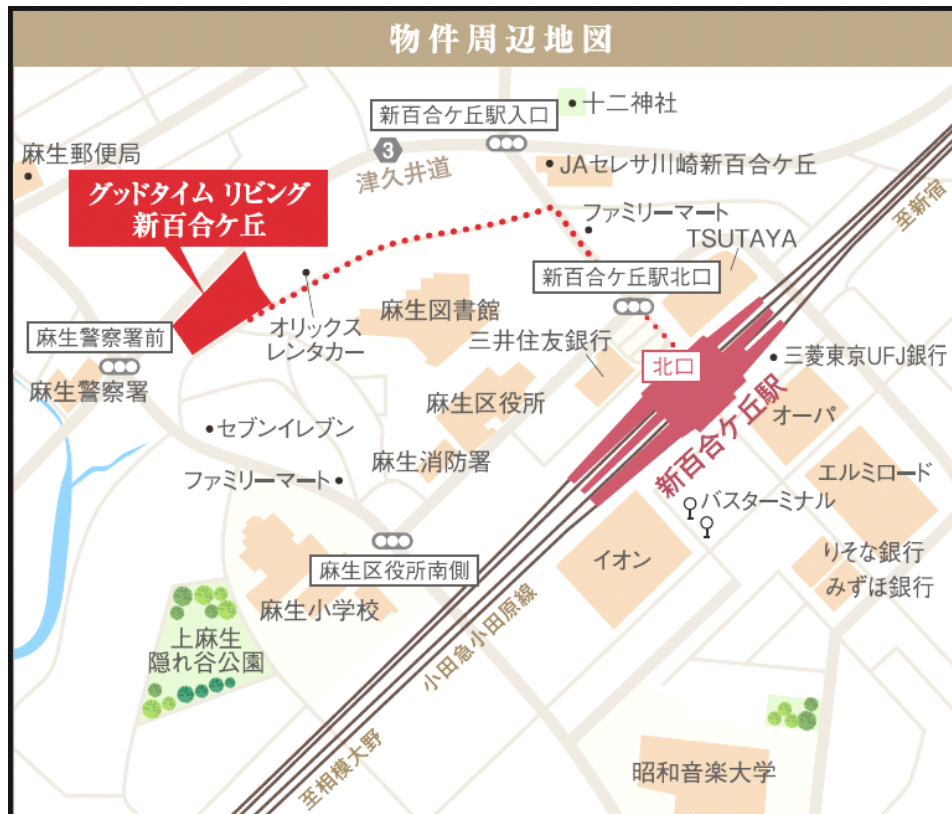 物件周辺地図
十二神社
新百合ケ丘駅入口
3
津久井道
麻生郵便局
JAセレサ川崎新百合ケ丘
至新宿
グッドタイム リビング
新百合ケ丘
ファミリーマート
TSUTAYA
新百合ケ丘駅北口
麻生図書館
オリックス
レンタカー
三井住友銀行
麻生警察署前
北口
三菱東京UFJ銀行
麻生警察署
麻生区役所
新百合ケ丘駅
オーパ
セブンイレブン
麻生消防署
エルミロード
ファミリーマート
バスターミナル
イオン
りそな銀行
麻生区役所南側
みずほ銀行
麻生小学校
小田急小田原線
上麻生
隠れ谷公園
至相模大野
昭和音楽大学